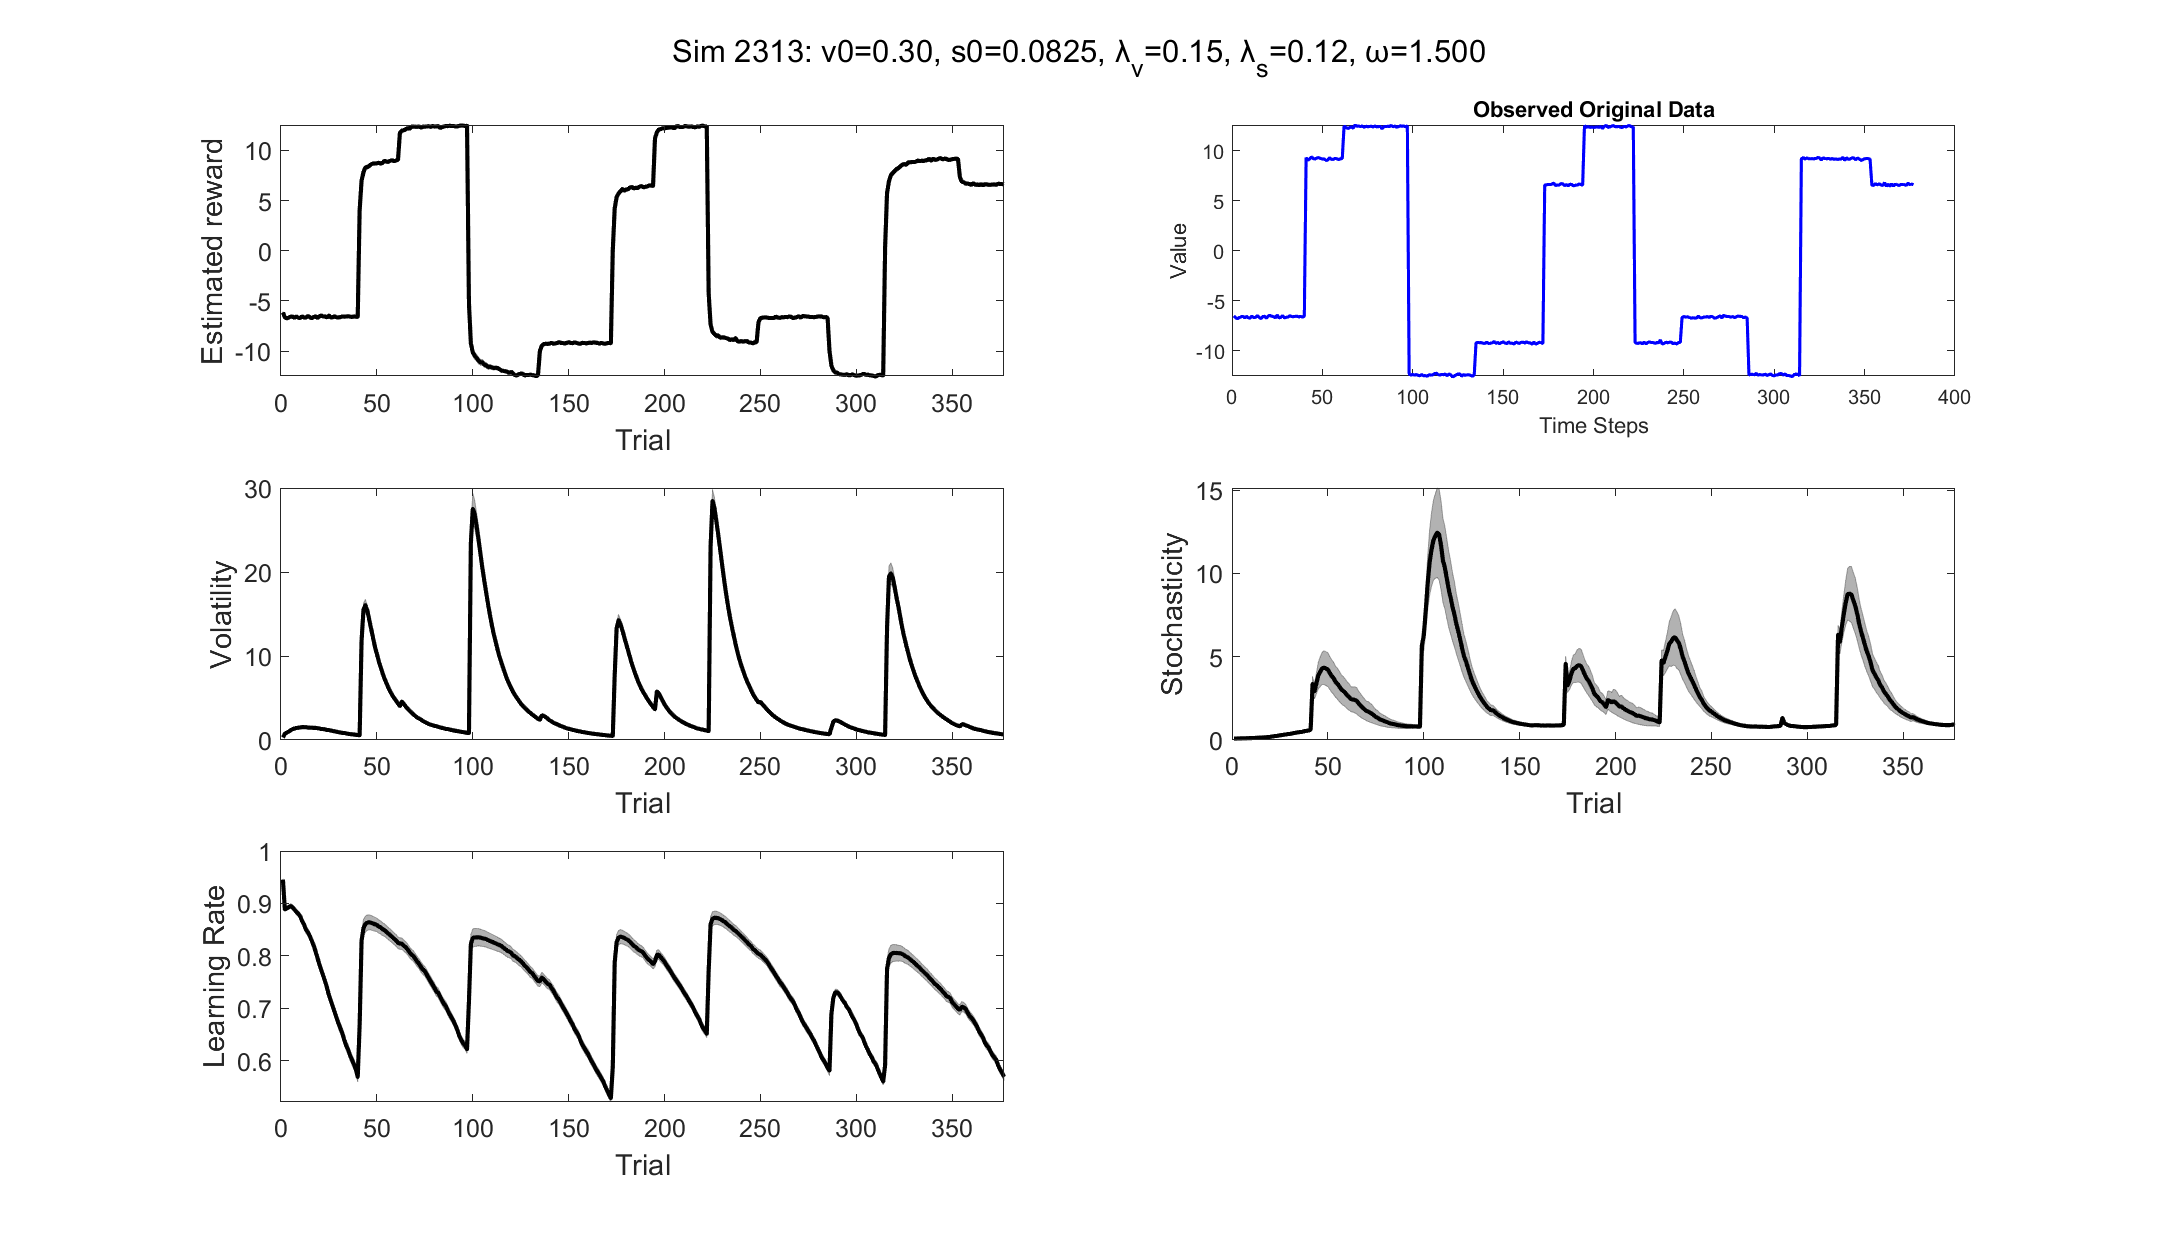 Sim 2313: v0=0.30, s0=0.0825, λv=0.15, λs=0.12, ω=1.500
Estimated reward
10
5
0
-5
-10
0 50 100 150 200 250 300 350
Trial
Observed Original Data
Value
10
5
0
-5
-10
0 50 100 150 200 250 300 350 400
Time Steps
Volatility
30
20
10
0
0 50 100 150 200 250 300 350
Trial
Stochasticity
15
10
5
0
0 50 100 150 200 250 300 350
Trial
Learning Rate
1
0.9
0.8
0.7
0.6
0 50 100 150 200 250 300 350
Trial